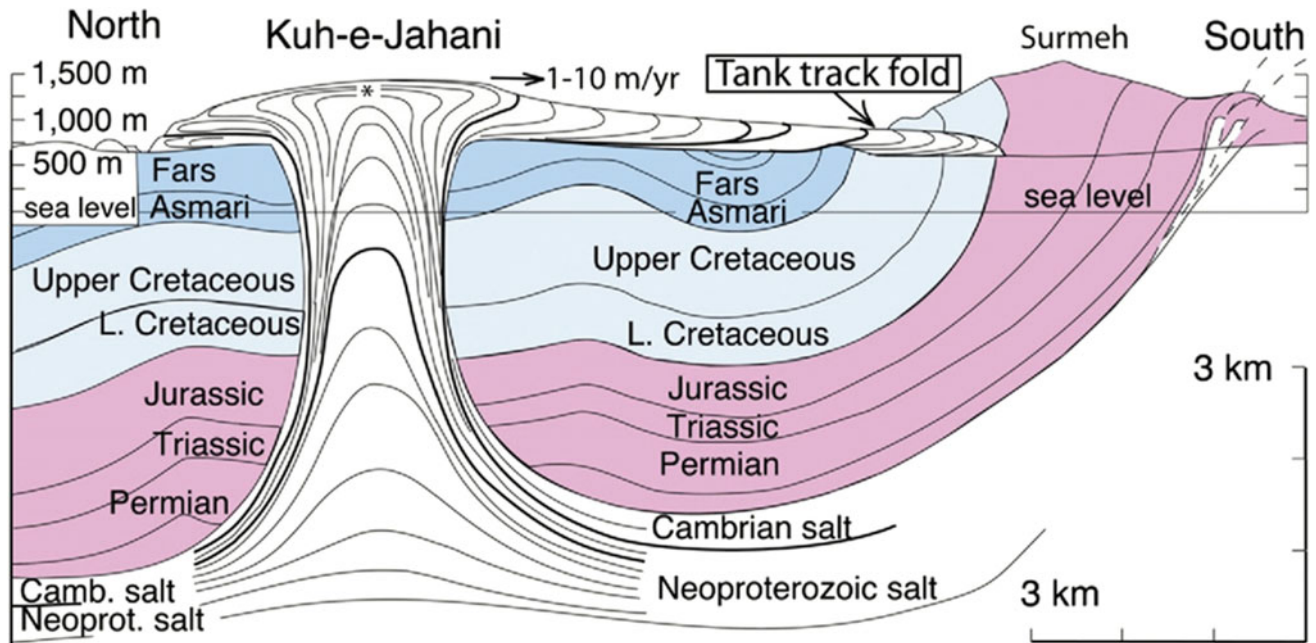 North
Kuh-e-Jahani
Surmeh
South
1,500 m
1-10 m/yr
Tank track fold
1,000 m
*
500 m
Fars
Fars
sea level
Asmari
Asmari
sea level
Upper Cretaceous
Upper Cretaceous
L. Cretaceous
L. Cretaceous
3 km
Jurassic
Jurassic
Triassic
Triassic
Permian
Permian
Cambrian salt
Camb. salt
Neoproterozoic salt
3 km
Neoprot. salt